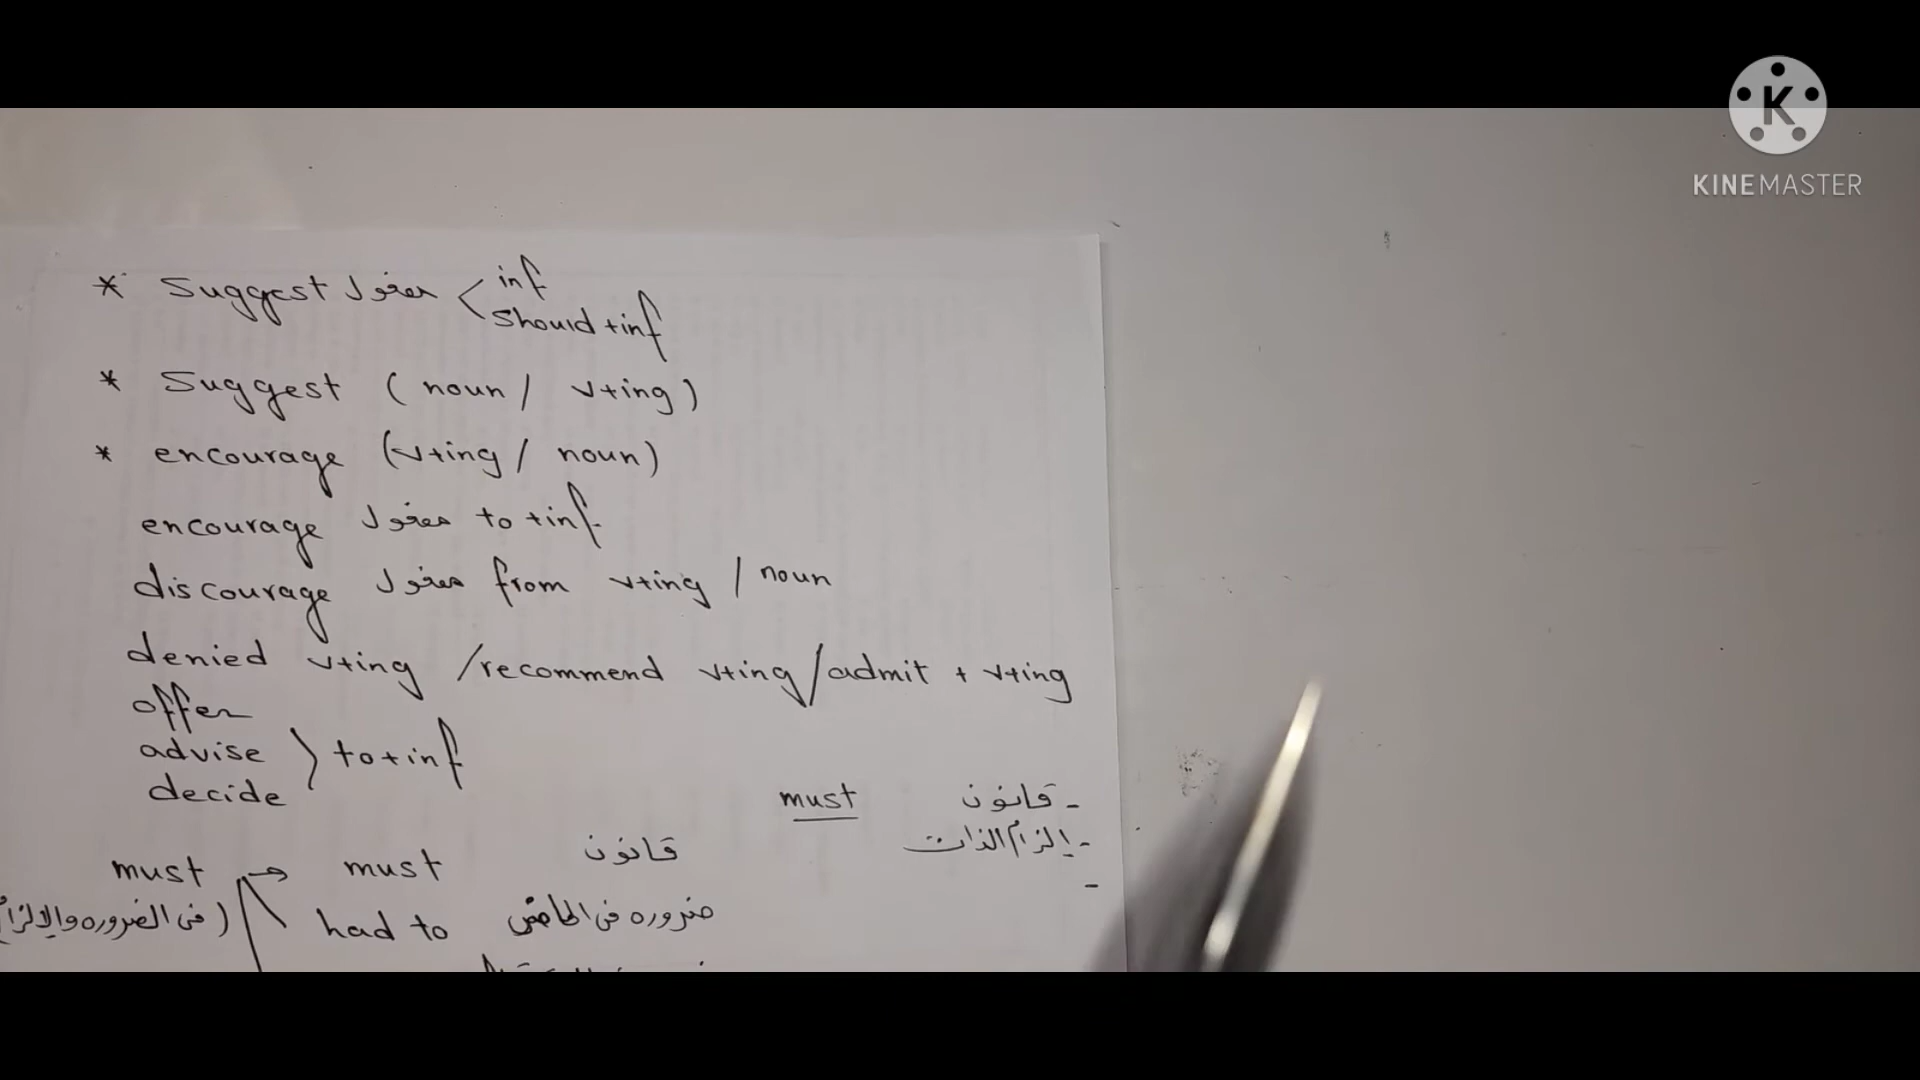 K
KINEMASTER
* Suggest مفعول < inf
should + inf
* Suggest ( noun / v+ing )
* encourage (v+ing / noun)
encourage مفعول to + inf
discourage مفعول from v+ing / noun
denied v+ing / recommend v+ing / admit + v+ing
offer
advise } to + inf
decide
must - قانون
- إلزام الذات
-
must → must قانون
(فى الضروره والإلزام had to ضروره فى الماضى